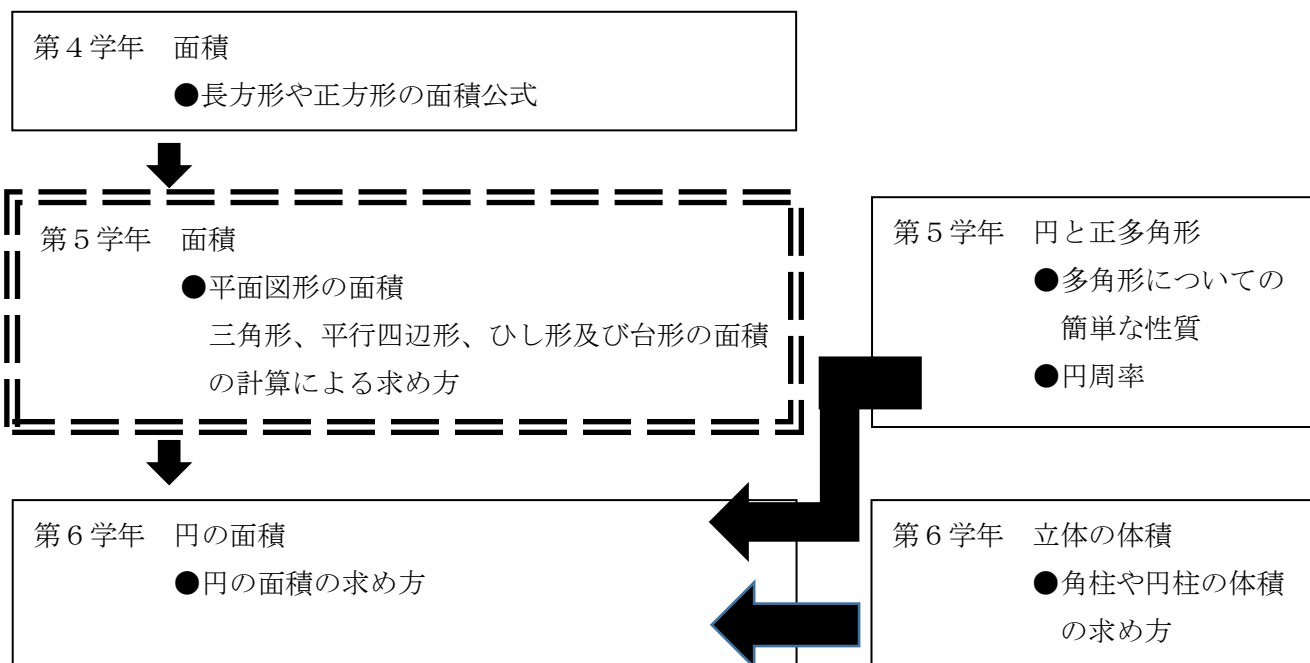 第４学年　面積
●長方形や正方形の面積公式
第５学年　面積
●平面図形の面積
三角形、平行四辺形、ひし形及び台形の面積
の計算による求め方
第５学年　円と正多角形
●多角形についての
簡単な性質
●円周率
第６学年　円の面積
●円の面積の求め方
第６学年　立体の体積
●角柱や円柱の体積
の求め方